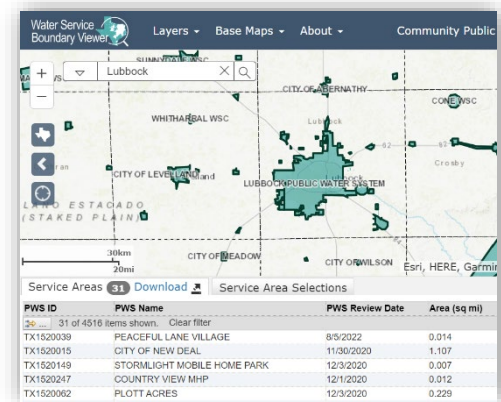 Water Service
Boundary Viewer
Layers Base Maps About Community Public
SUNNYDALE WSC
Lubbock
CITY OF ABERNATHY
CONE WSC
WHITHARRAL WSC
Lubbock
62
82
Crosby
CITY OF LEVELLAND
LUBBOCK PUBLIC WATER SYSTEM
LLANO ESTACADO
(STAKED PLAIN)
84
30km
20mi
CITY OF MEADOW
CITY OF WILSON
Esri, HERE, Garmin
Service Areas 31 Download Service Area Selections
PWS ID PWS Name PWS Review Date Area (sq mi)
... 31 of 4516 items shown. Clear filter
TX1520039 PEACEFUL LANE VILLAGE 8/5/2022 0.014
TX1520015 CITY OF NEW DEAL 11/30/2020 1.107
TX1520149 STORMLIGHT MOBILE HOME PARK 12/3/2020 0.007
TX1520247 COUNTRY VIEW MHP 12/1/2020 0.012
TX1520062 PLOTT ACRES 12/3/2020 0.229